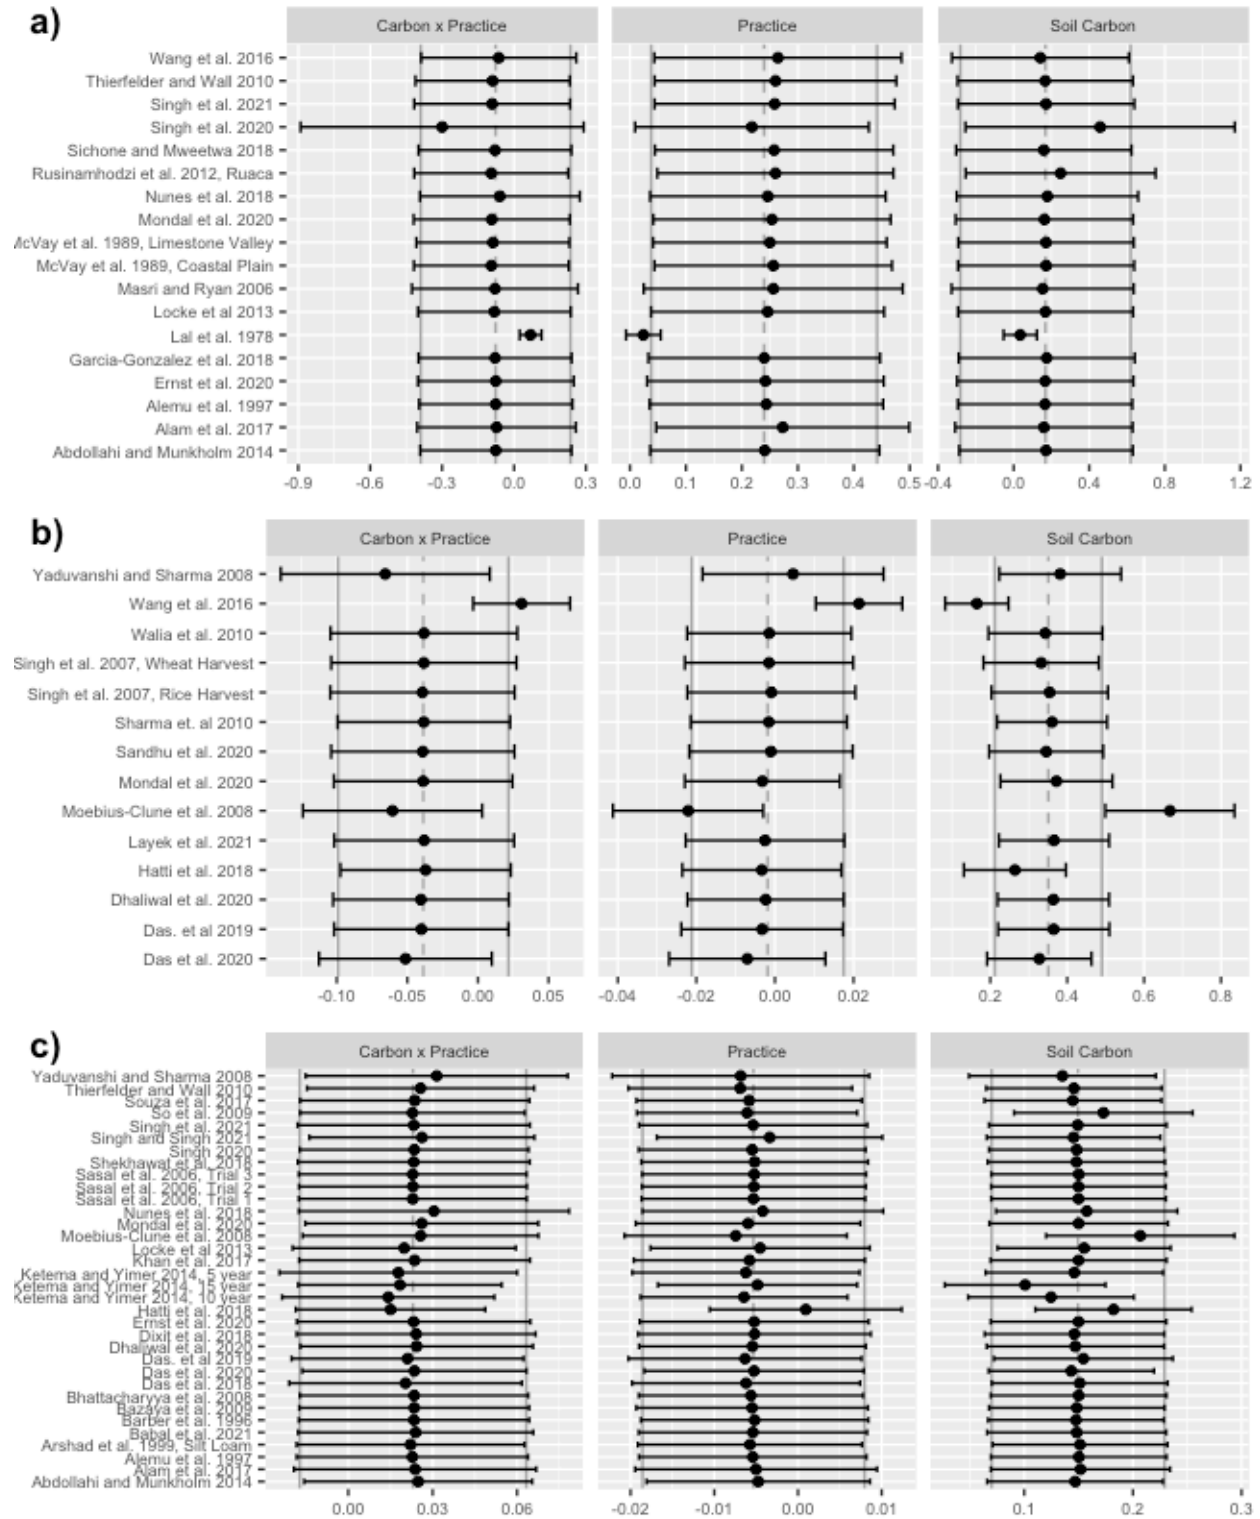 a)
Carbon x Practice Practice Soil Carbon
Wang et al. 2016
Thierfelder and Wall 2010
Singh et al. 2021
Singh et al. 2020
Sichone and Mweetwa 2018
Rusinamhodzi et al. 2012, Ruaca
Nunes et al. 2018
Mondal et al. 2020
McVay et al. 1989, Limestone Valley
McVay et al. 1989, Coastal Plain
Masri and Ryan 2006
Locke et al 2013
Lal et al. 1978
Garcia-Gonzalez et al. 2018
Ernst et al. 2020
Alemu et al. 1997
Alam et al. 2017
Abdollahi and Munkholm 2014
-0.9 -0.6 -0.3 0.0 0.3 0.0 0.1 0.2 0.3 0.4 0.5 -0.4 0.0 0.4 0.8 1.2
b)
Carbon x Practice Practice Soil Carbon
Yaduvanshi and Sharma 2008
Wang et al. 2016
Walia et al. 2010
Singh et al. 2007, Wheat Harvest
Singh et al. 2007, Rice Harvest
Sharma et. al 2010
Sandhu et al. 2020
Mondal et al. 2020
Moebius-Clune et al. 2008
Layek et al. 2021
Hatti et al. 2018
Dhaliwal et al. 2020
Das. et al 2019
Das et al. 2020
-0.10 -0.05 0.00 0.05 -0.04 -0.02 0.00 0.02 0.2 0.4 0.6 0.8
c)
Carbon x Practice Practice Soil Carbon
Yaduvanshi and Sharma 2008
Thierfelder and Wall 2010
Souza et al. 2017
So et al. 2009
Singh et al. 2021
Singh and Singh 2021
Singh 2020
Shekhawat et al. 2018
Sasal et al. 2006, Trial 3
Sasal et al. 2006, Trial 2
Sasal et al. 2006, Trial 1
Nunes et al. 2018
Mondal et al. 2020
Moebius-Clune et al. 2008
Locke et al 2013
Khan et al. 2017
Ketema and Yimer 2014, 5 year
Ketema and Yimer 2014, 15 year
Ketema and Yimer 2014, 10 year
Hatti et al. 2018
Ernst et al. 2020
Dixit et al. 2018
Dhaliwal et al. 2020
Das. et al 2019
Das et al. 2020
Das et al. 2018
Bhattacharyya et al. 2008
Bazaya et al. 2009
Barber et al. 1996
Babal et al. 2021
Arshad et al. 1999, Silt Loam
Alemu et al. 1997
Alam et al. 2017
Abdollahi and Munkholm 2014
0.00 0.03 0.06 -0.02 -0.01 0.00 0.01 0.1 0.2 0.3